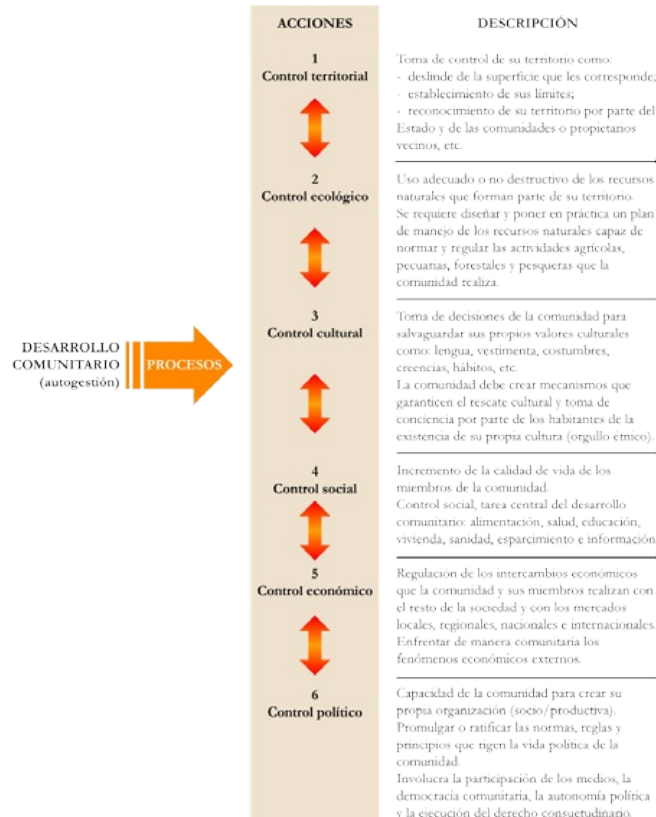 ACCIONES
DESCRIPCIÓN
DESARROLLO
COMUNITARIO
(autogestión)
PROCESOS
1
Control territorial
Toma de control de su territorio como:
- deslinde de la superficie que les corresponde;
- establecimiento de sus límites;
- reconocimiento de su territorio por parte del
Estado y de las comunidades o propietarios
vecinos, etc.
2
Control ecológico
Uso adecuado o no destructivo de los recursos
naturales que forman parte de su territorio.
Se requiere diseñar y poner en práctica un plan
de manejo de los recursos naturales capaz de
normar y regular las actividades agrícolas,
pecuarias, forestales y pesqueras que la
comunidad realiza.
3
Control cultural
Toma de decisiones de la comunidad para
salvaguardar sus propios valores culturales
como: lengua, vestimenta, costumbres,
creencias, hábitos, etc.
La comunidad debe crear mecanismos que
garanticen el rescate cultural y toma de
conciencia por parte de los habitantes de la
existencia de su propia cultura (orgullo étnico).
4
Control social
Incremento de la calidad de vida de los
miembros de la comunidad.
Control social, tarea central del desarrollo
comunitario: alimentación, salud, educación,
vivienda, sanidad, esparcimiento e información
5
Control económico
Regulación de los intercambios económicos
que la comunidad y sus miembros realizan con
el resto de la sociedad y con los mercados
locales, regionales, nacionales e internacionales.
Enfrentar de manera comunitaria los
fenómenos económicos externos.
6
Control político
Capacidad de la comunidad para crear su
propia organización (socio/productiva).
Promulgar o ratificar las normas, reglas y
principios que rigen la vida política de la
comunidad.
Involucra la participación de los medios, la
democracia comunitaria, la autonomía política
y la ejecución del derecho consuetudinario.